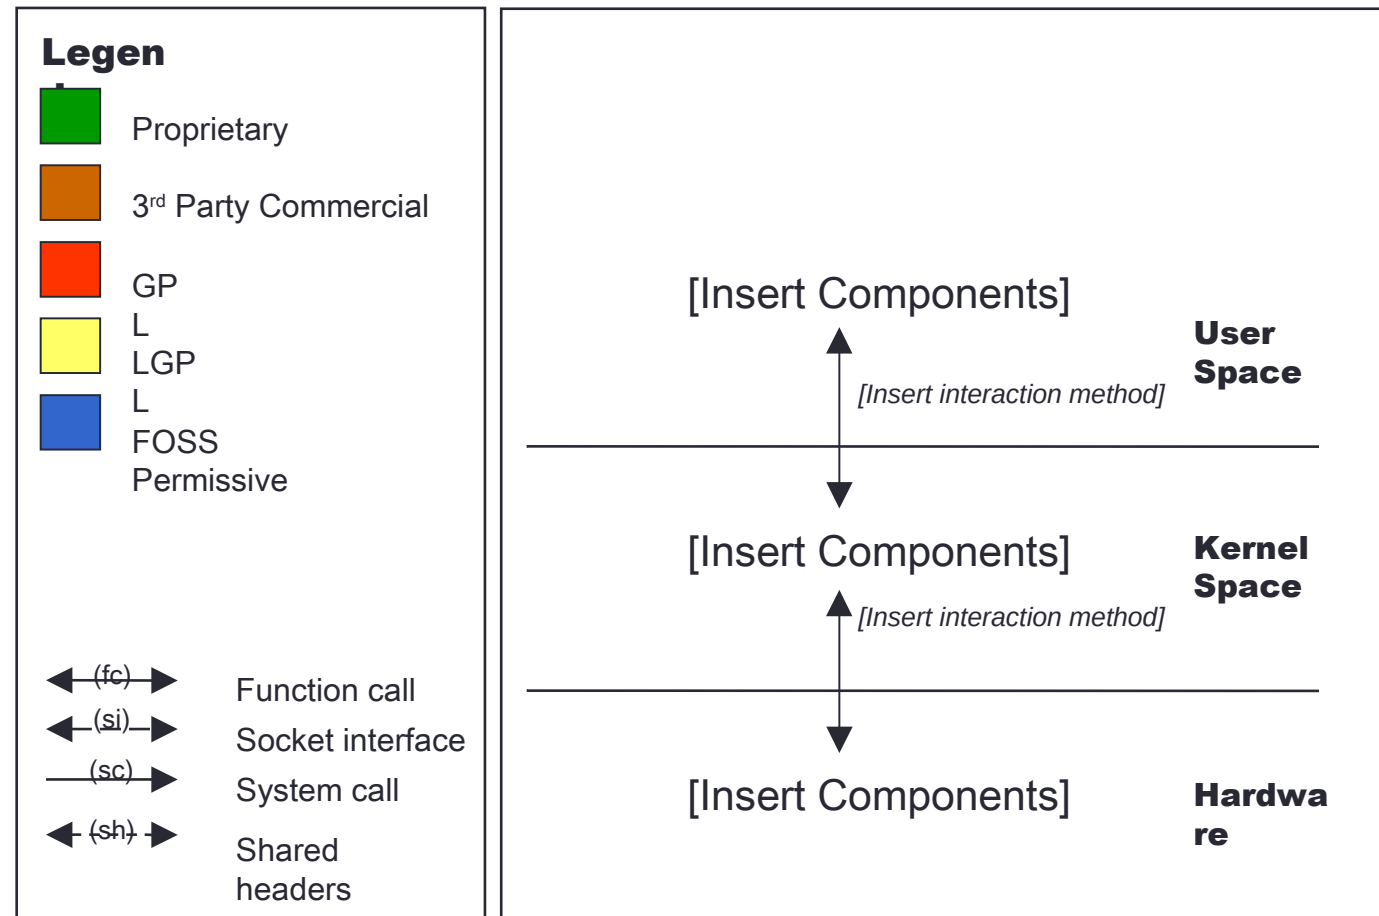 Legen
d
Proprietary
3rd Party Commercial
GP
L
LGP
L
FOSS
Permissive
(fc)
Function call
(si)
Socket interface
(sc)
System call
(sh)
Shared
headers
[Insert Components]
User
Space
[Insert interaction method]
[Insert Components]
Kernel
Space
[Insert interaction method]
[Insert Components]
Hardwa
re